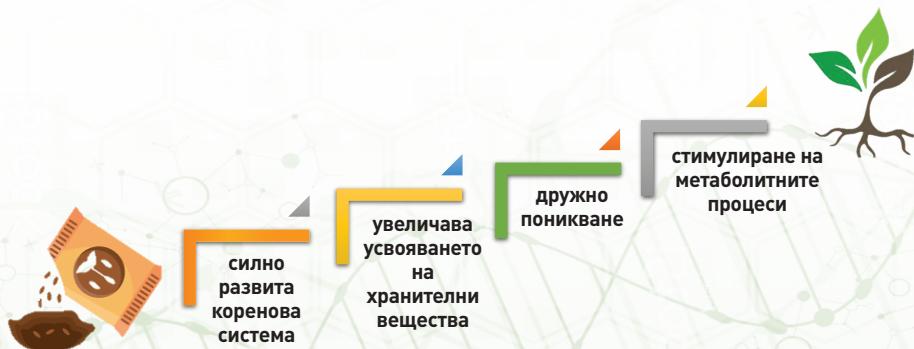 силно
развита
коренова
система
увеличава
усвояването
на
хранителни
вещества
дружно
поникване
стимулиране на
метаболитните
процеси